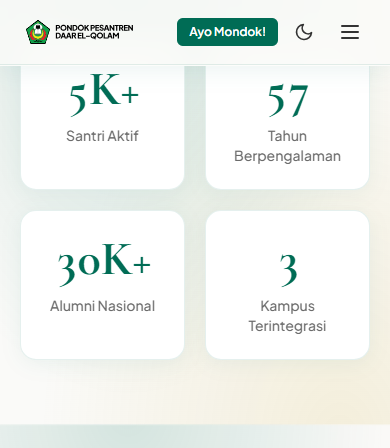 PONDOK PESANTREN
DAAR EL-QOLAM
Ayo Mondok!
5K+
Santri Aktif
57
Tahun
Berpengalaman
30K+
Alumni Nasional
3
Kampus
Terintegrasi